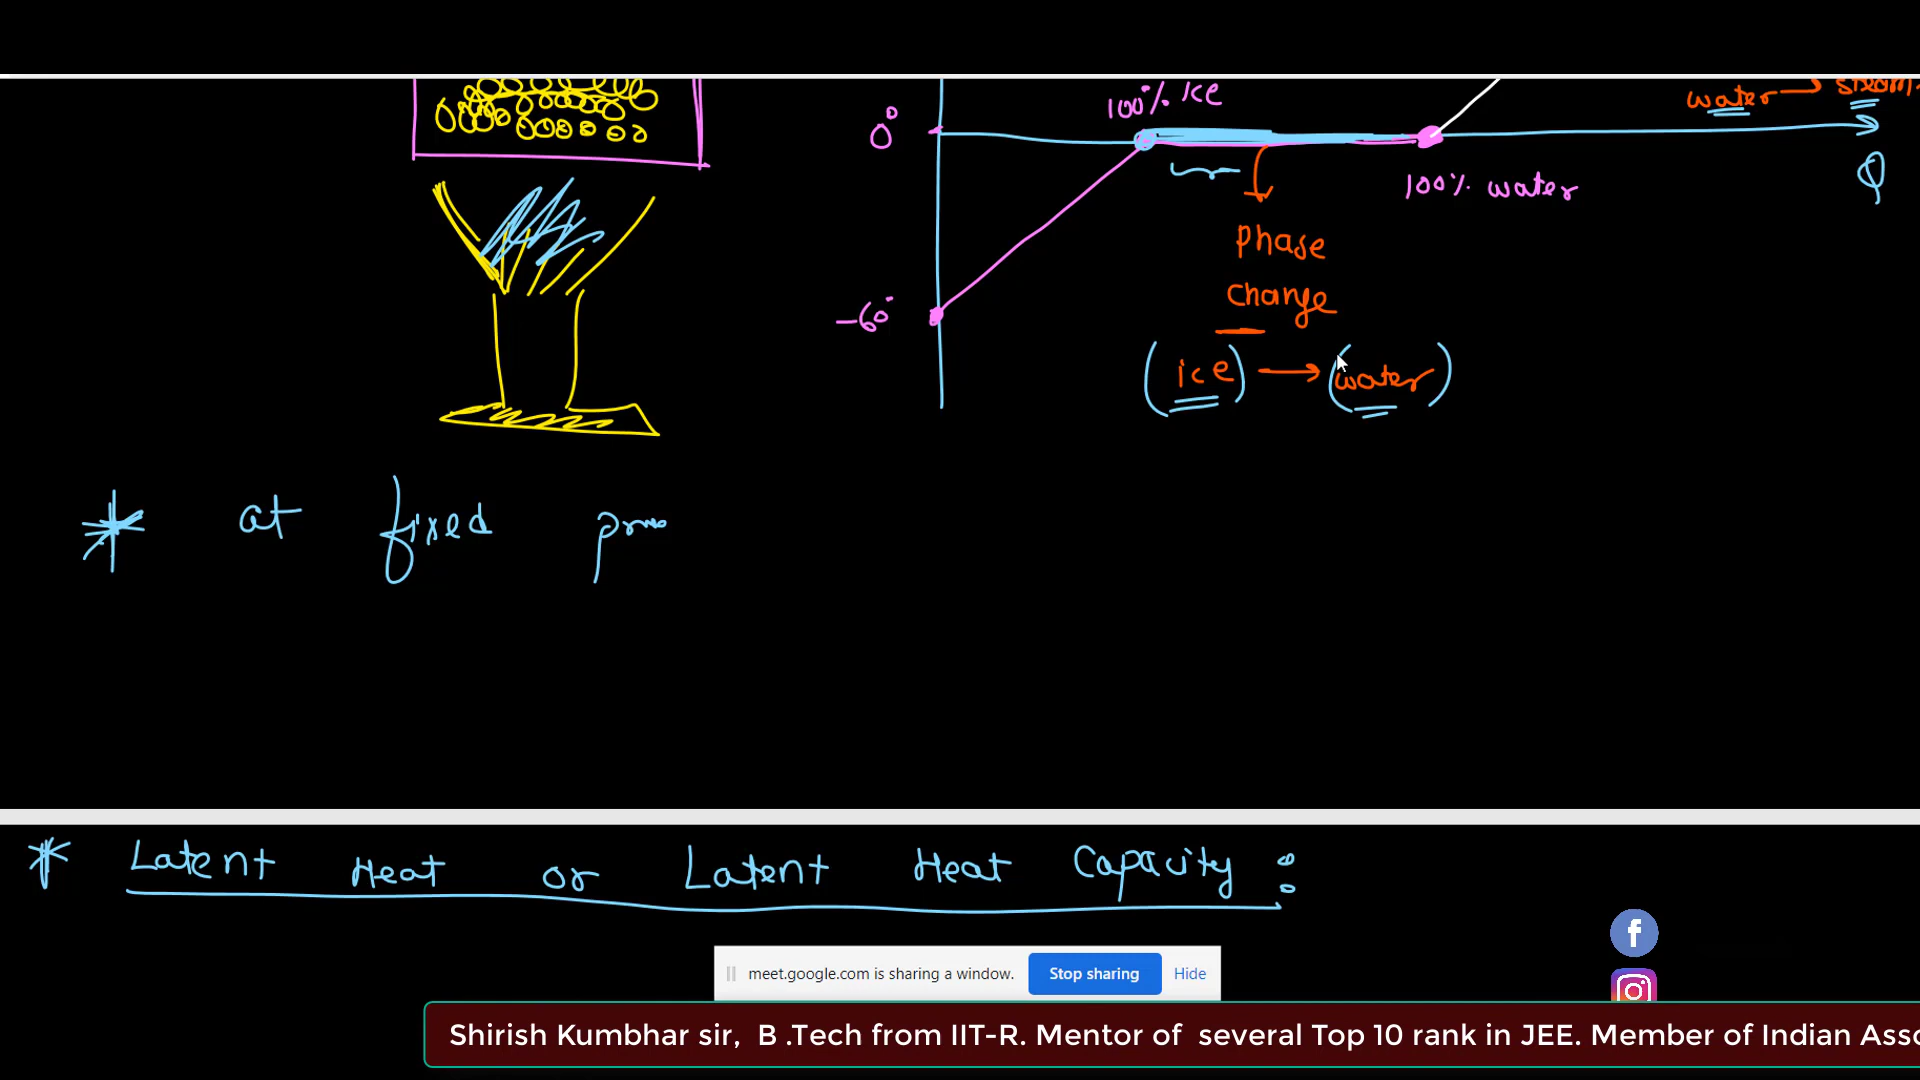 100% Ice
water → steam
0°
100% water
Q
Phase
change
-60°
(ice) → (water)
* at fixed
* Latent Heat or Latent Heat Capacity :
meet.google.com is sharing a window. Stop sharing Hide
Shirish Kumbhar sir, B .Tech from IIT-R. Mentor of several Top 10 rank in JEE. Member of Indian Asso